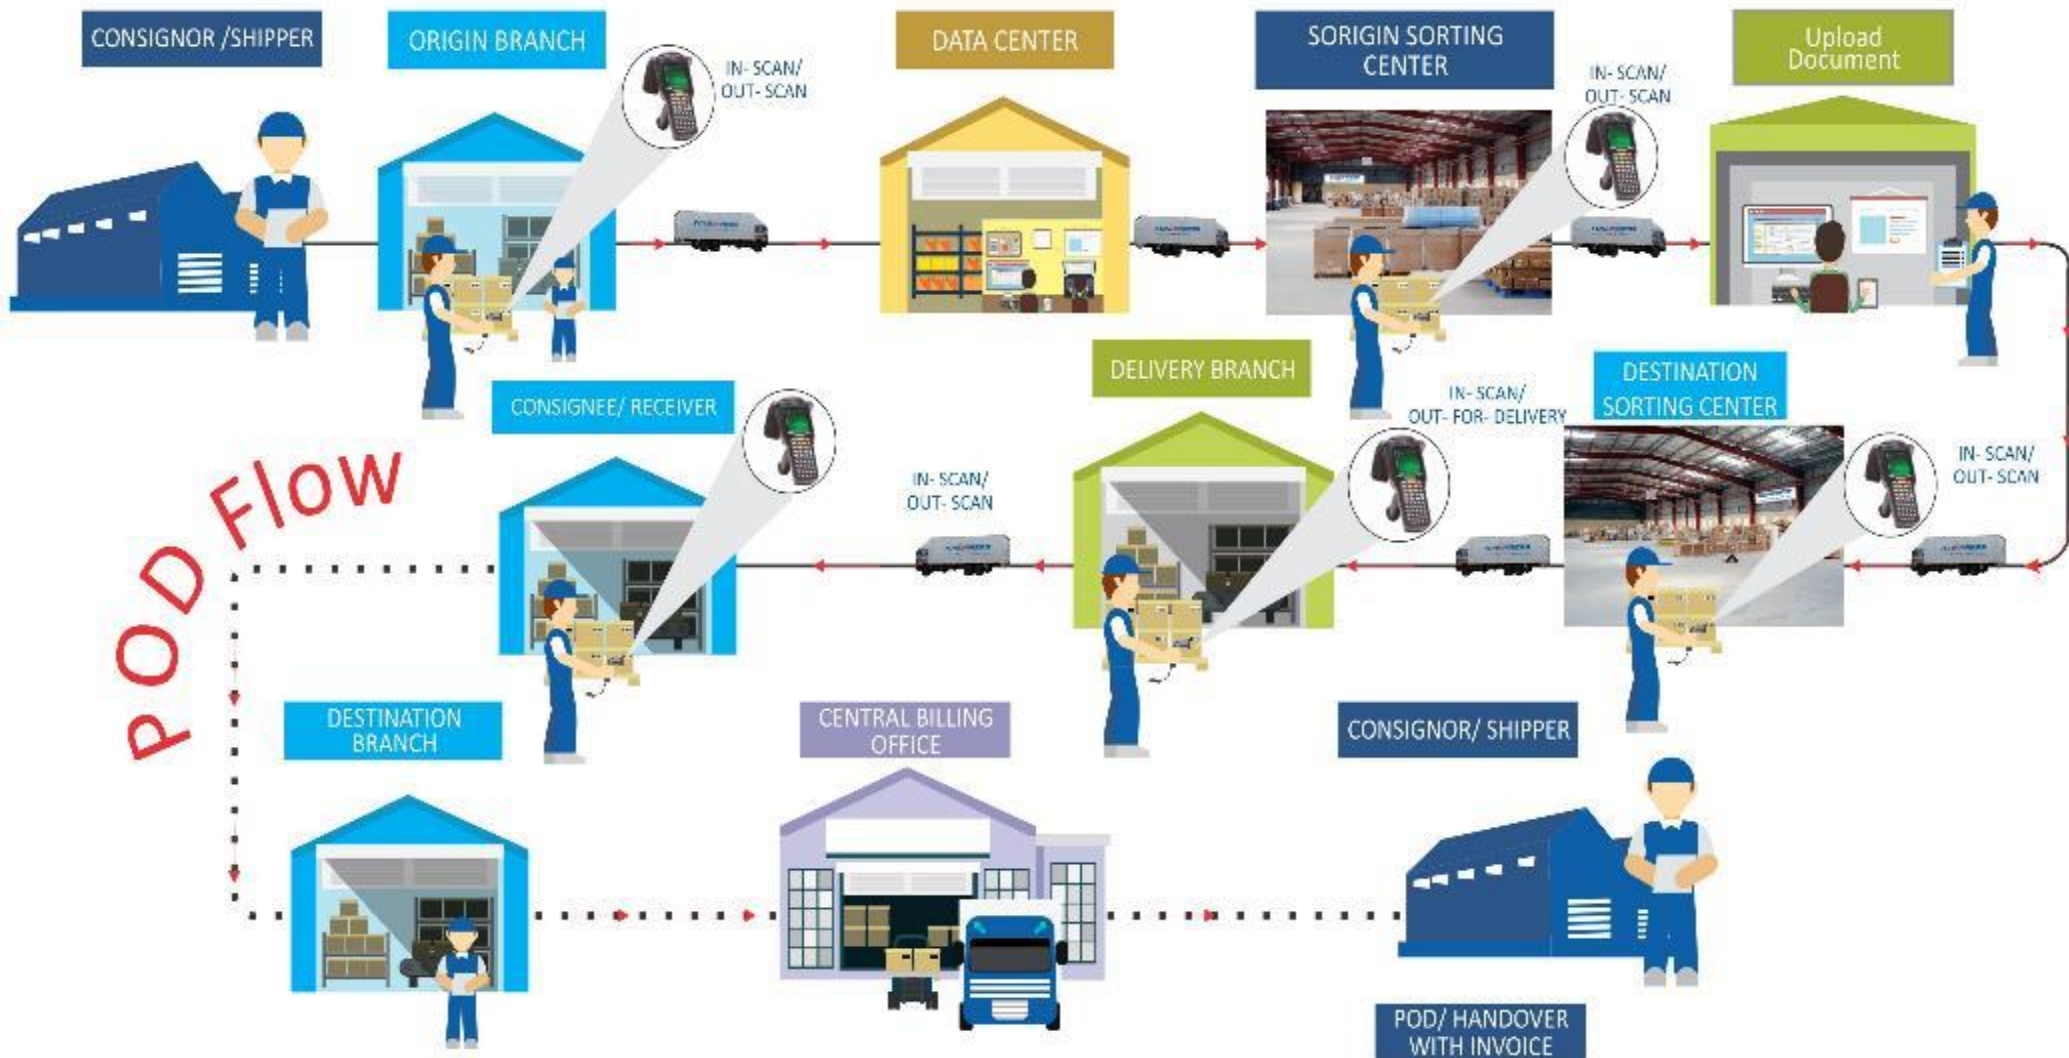 CONSIGNOR /SHIPPER
ORIGIN BRANCH
IN- SCAN/
OUT- SCAN
DATA CENTER
SORIGIN SORTING
CENTER
IN- SCAN/
OUT- SCAN
Upload
Document
CONSIGNEE/ RECEIVER
IN- SCAN/
OUT- SCAN
DELIVERY BRANCH
IN- SCAN/
OUT- FOR- DELIVERY
DESTINATION
SORTING CENTER
IN- SCAN/
OUT- SCAN
POD Flow
DESTINATION
BRANCH
CENTRAL BILLING
OFFICE
CONSIGNOR/ SHIPPER
POD/ HANDOVER
WITH INVOICE